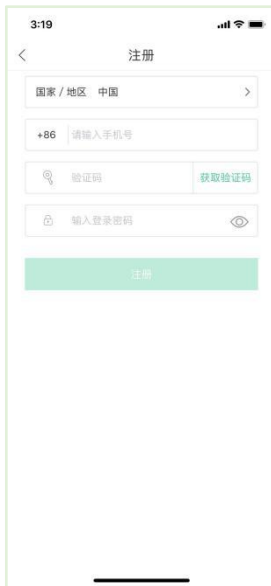 3:19
注册
国家 / 地区 中国
+86 请输入手机号
验证码 获取验证码
输入登录密码
注册